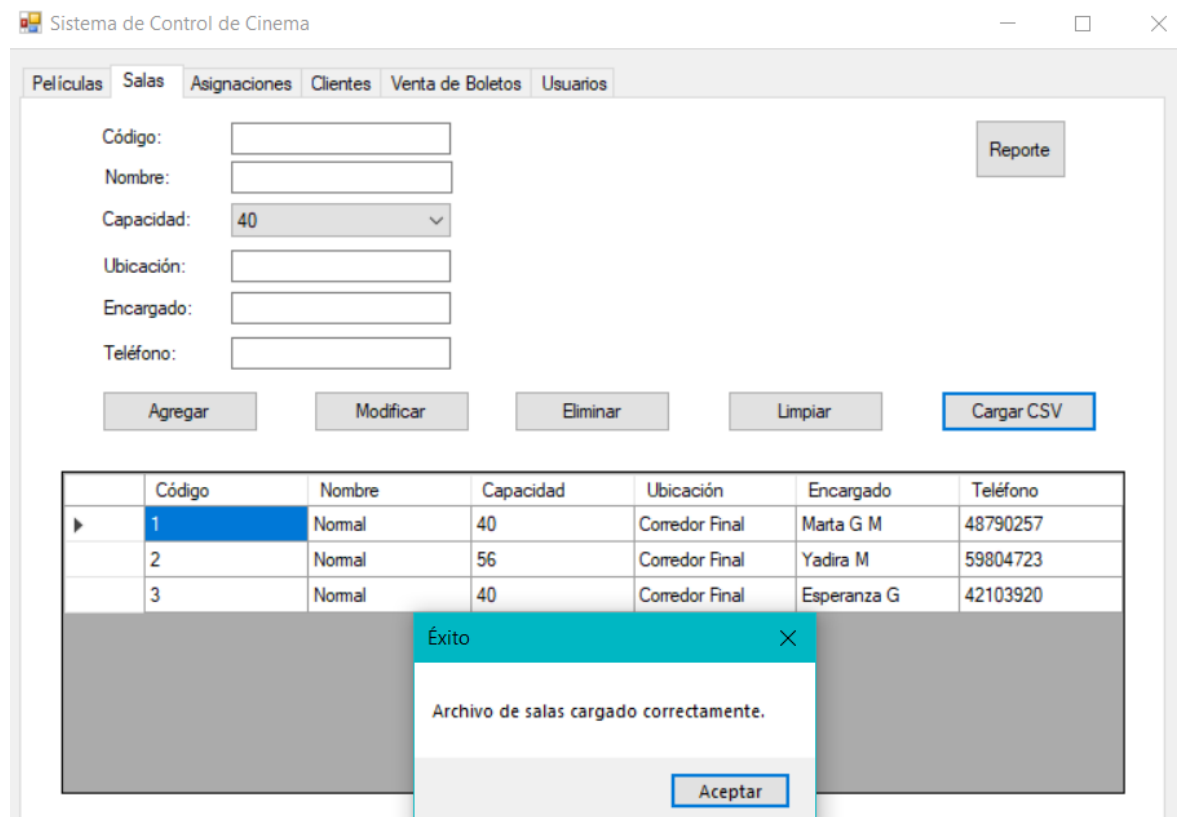 Sistema de Control de Cinema
Películas Salas Asignaciones Clientes Venta de Boletos Usuarios
Código:
Reporte
Nombre:
Capacidad: 40
Ubicación:
Encargado:
Teléfono:
Agregar Modificar Eliminar Limpiar Cargar CSV
Código Nombre Capacidad Ubicación Encargado Teléfono
1 Normal 40 Corredor Final Marta G M 48790257
2 Normal 56 Corredor Final Yadira M 59804723
3 Normal 40 Corredor Final Esperanza G 42103920
Éxito
Archivo de salas cargado correctamente.
Aceptar